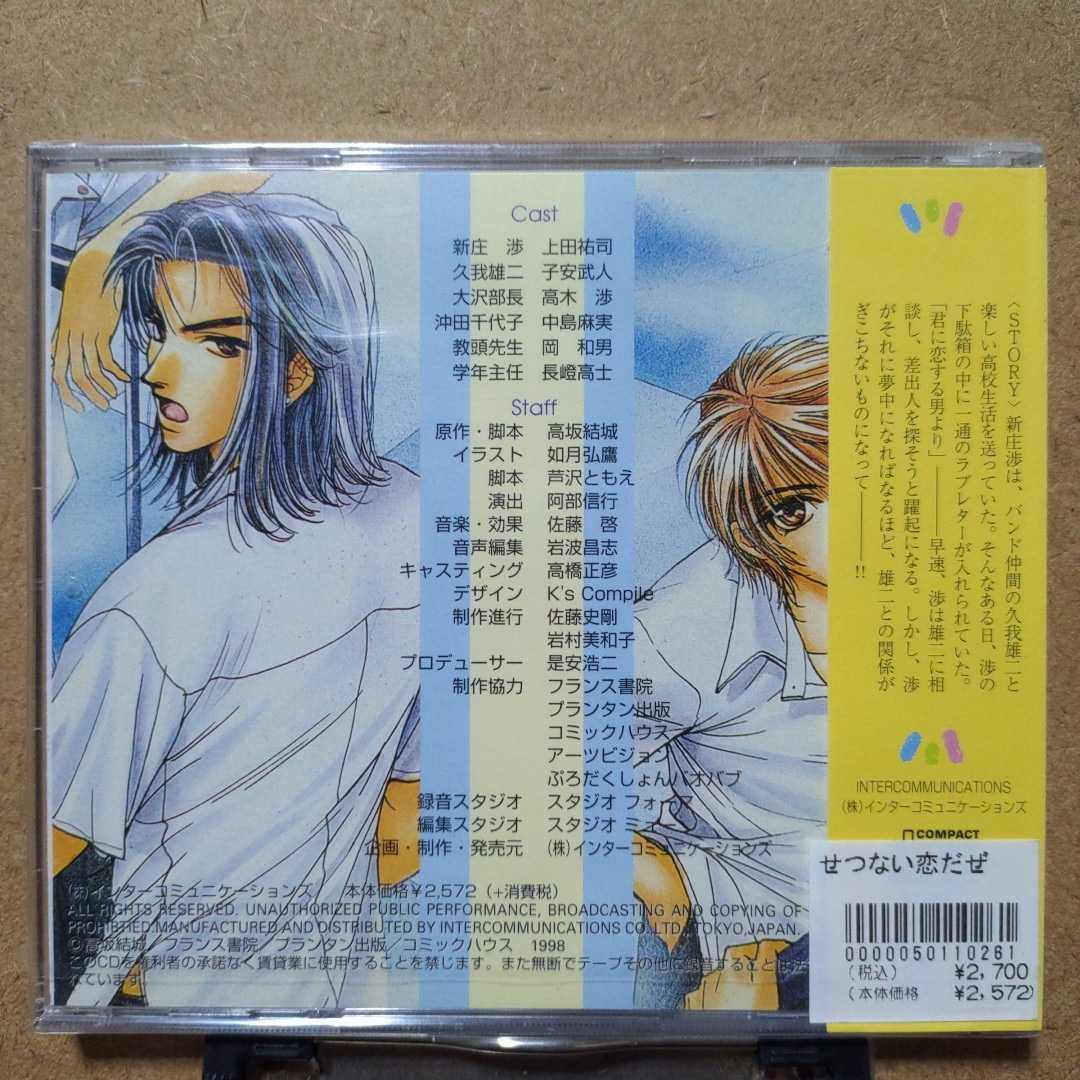 Cast
新庄　渉　上田祐司
久我雄二　子安武人
大沢部長　高木　渉
沖田千代子　中島麻実
教頭先生　岡　和男
学年主任　長嶝高士
Staff
原作・脚本　高坂結城
イラスト　如月弘鷹
脚本　芦沢ともえ
演出　阿部信行
音楽・効果　佐藤　啓
音声編集　岩波昌志
キャスティング　高橋正彦
デザイン　K's Compile
制作進行　佐藤史剛
岩村美和子
プロデューサー　是安浩二
制作協力　フランス書院
プランタン出版
コミックハウス
アーツビジョン
ぷろだくしょんバオバブ
録音スタジオ　スタジオ フォース
編集スタジオ　スタジオ ミュー
企画・制作・発売元　(株)インターコミュニケーションズ
(株)インターコミュニケーションズ　本体価格¥2,572 (+消費税)
ALL RIGHTS RESERVED. UNAUTHORIZED PUBLIC PERFORMANCE, BROADCASTING AND COPYING OF
PROHIBTIED.MANUFACTURED AND DISTRIBUTED BY INTERCOMMUNICATIONS CO.LTD. TOKYO,JAPAN.
©高坂結城／フランス書院／プランタン出版／コミックハウス　1998
このCDを権利者の承諾なく賃貸業に使用することを禁じます。また無断でテープその他に録音することは法
れています。
〈STORY〉新庄渉は、バンド仲間の久我雄二と
楽しい高校生活を送っていた。そんなある日、渉の
下駄箱の中に一通のラブレターが入れられていた。
「君に恋する男より」――早速、渉は雄二に相
談し、差出人を探そうと躍起になる。しかし、渉
がそれに夢中になればなるほど、雄二との関係が
ぎこちないものになって――!!
INTERCOMMUNICATIONS
(株)インターコミュニケーションズ
COMPACT
せつない恋だぜ
0000050110261
(税込)　¥2,700
(本体価格　¥2,572)